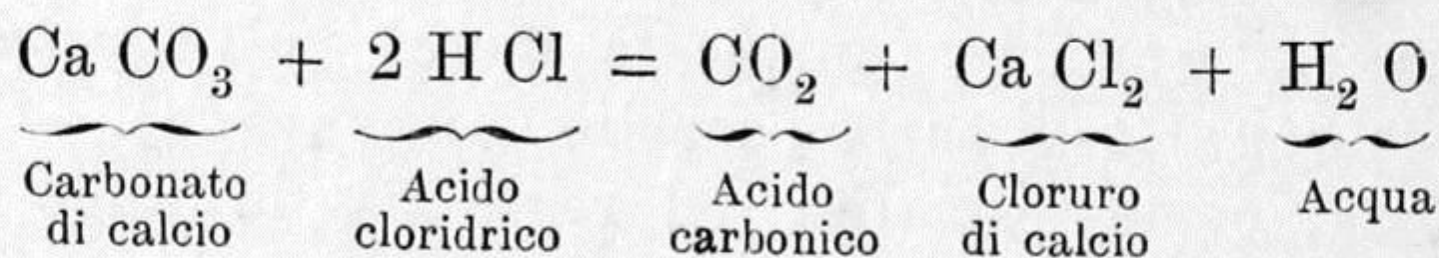 Ca CO₃ + 2 H Cl = CO₂ + Ca Cl₂ + H₂ O
Carbonato di calcio
Acido cloridrico
Acido carbonico
Cloruro di calcio
Acqua